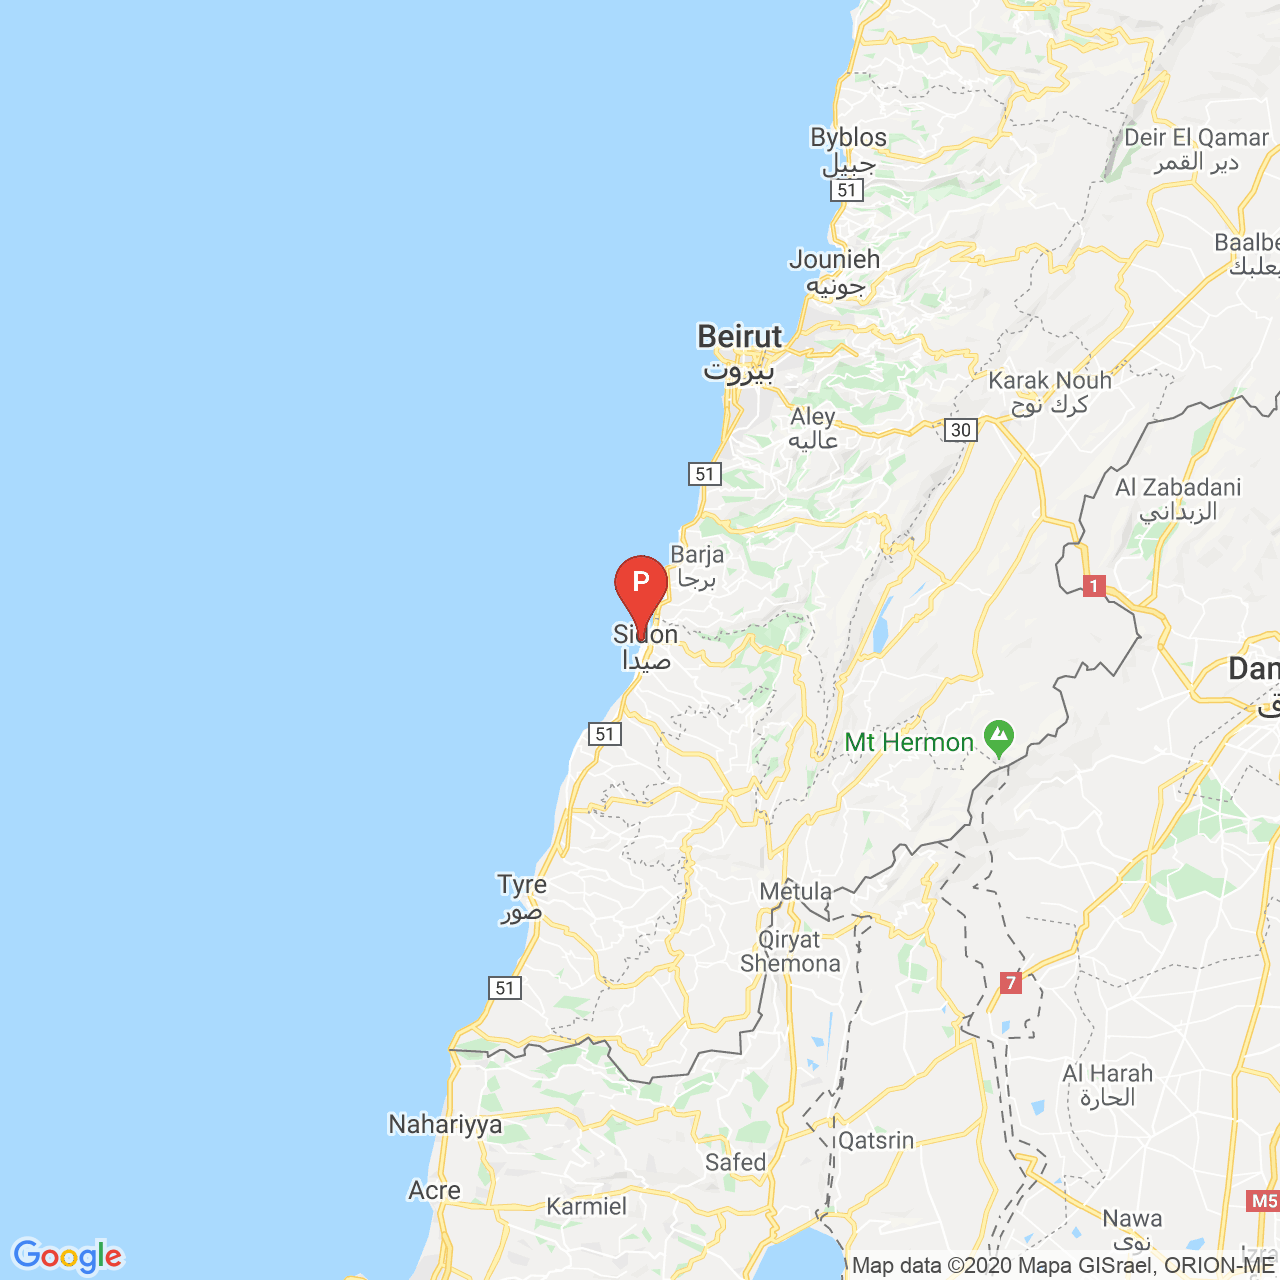 Byblos
جبيل
51
Deir El Qamar
دير القمر
Baalbe
بعلبك
Jounieh
جونيه
Beirut
بيروت
Karak Nouh
كرك نوح
Aley
عاليه
30
51
Al Zabadani
الزبداني
Barja
برجا
P
1
Sidon
صيدا
Dan
ق
51
Mt Hermon
Tyre
صور
Metula
Qiryat
Shemona
51
7
Al Harah
الحارة
Nahariyya
Qatsrin
Safed
Acre
Karmiel
M5
Nawa
نوى
Izra
Google
Map data ©2020 Mapa GISrael, ORION-ME